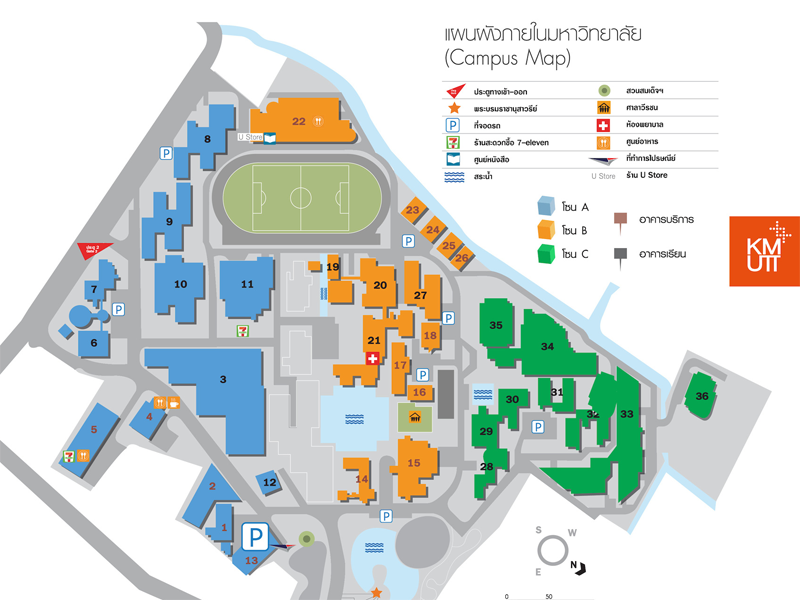 แผนผังภายในมหาวิทยาลัย
(Campus Map)
ประตูทางเข้า-ออก
พระบรมราชานุสาวรีย์
P ที่จอดรถ
ร้านสะดวกซื้อ 7-eleven
ศูนย์หนังสือ
สระน้ำ
สวนสมเด็จฯ
ศาลาวีรชน
ห้องพยาบาล
ศูนย์อาหาร
ที่ทำการไปรษณีย์
U Store ร้าน U Store
โซน A
โซน B
โซน C
อาคารบริการ
อาคารเรียน
KM
UTT
22
U Store
8
P
9
23
24
25
26
P
ประตู 2
7
10
11
19
20
27
P
6
P
21
18
17
P
16
3
35
34
36
4
5
31
30
32
33
P
29
28
15
14
12
2
1
P
13
P
S
W
E
N
0
50